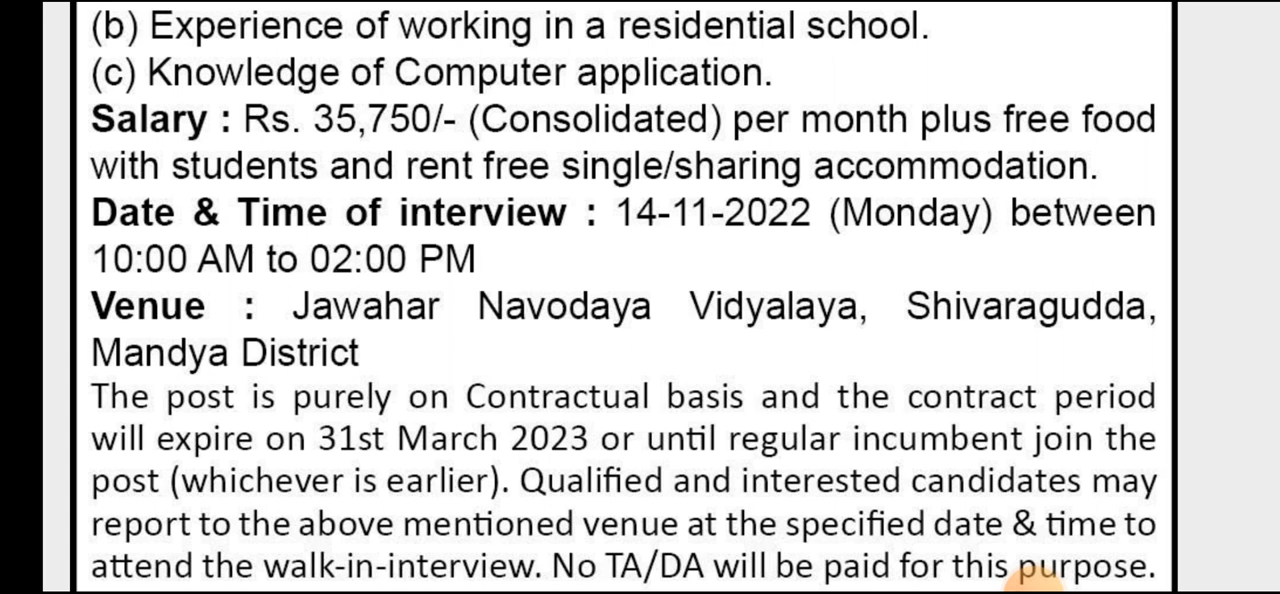 (b) Experience of working in a residential school.
(c) Knowledge of Computer application.
Salary : Rs. 35,750/- (Consolidated) per month plus free food
with students and rent free single/sharing accommodation.
Date & Time of interview : 14-11-2022 (Monday) between
10:00 AM to 02:00 PM
Venue : Jawahar Navodaya Vidyalaya, Shivaragudda,
Mandya District
The post is purely on Contractual basis and the contract period
will expire on 31st March 2023 or until regular incumbent join the
post (whichever is earlier). Qualified and interested candidates may
report to the above mentioned venue at the specified date & time to
attend the walk-in-interview. No TA/DA will be paid for this purpose.